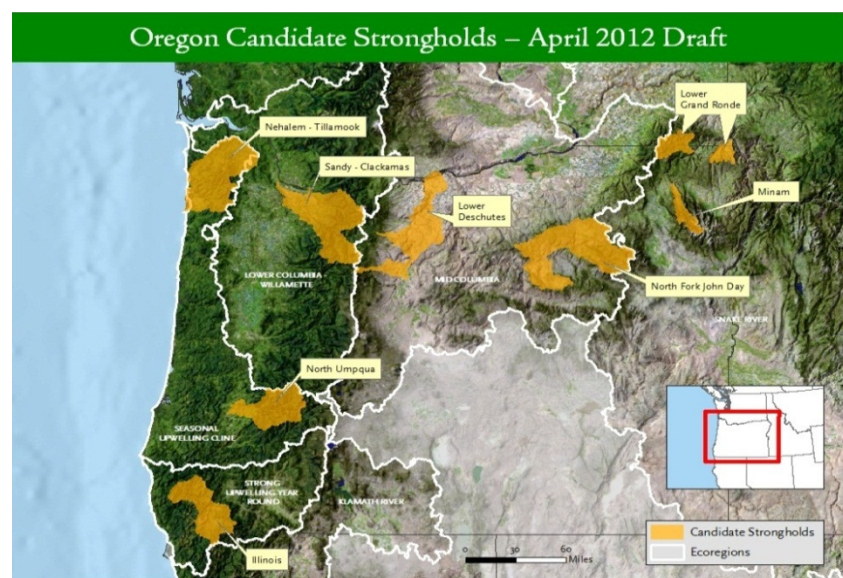 Oregon Candidate Strongholds – April 2012 Draft
Lower
Grand Ronde
Nehalem - Tillamook
Sandy - Clackamas
Minam
Lower
Deschutes
LOWER COLUMBIA -
WILLAMETTE
MID COLUMBIA
North Fork John Day
SNAKE RIVER
North Umpqua
SEASONAL
UPWELLING CLINE
STRONG
UPWELLING YEAR
ROUND
KLAMATH RIVER
Illinois
0 30 60
Miles
Candidate Strongholds
Ecoregions